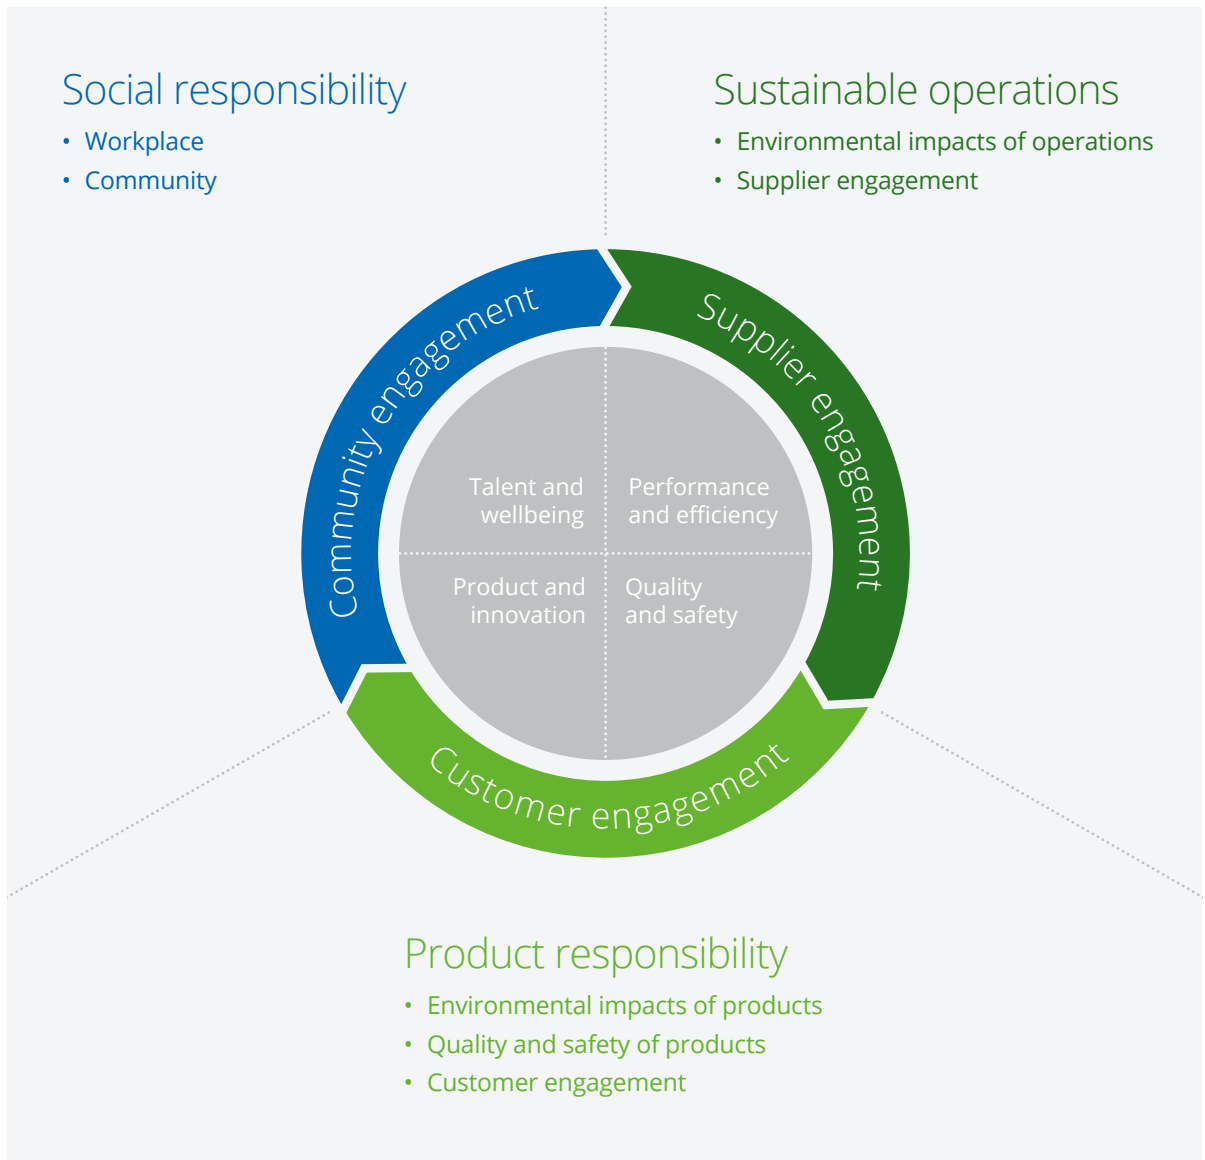 Social responsibility
• Workplace
• Community
Sustainable operations
• Environmental impacts of operations
• Supplier engagement
Community engagement
Supplier engagement
Talent and
wellbeing
Performance
and efficiency
Product and
innovation
Quality
and safety
Customer engagement
Product responsibility
• Environmental impacts of products
• Quality and safety of products
• Customer engagement